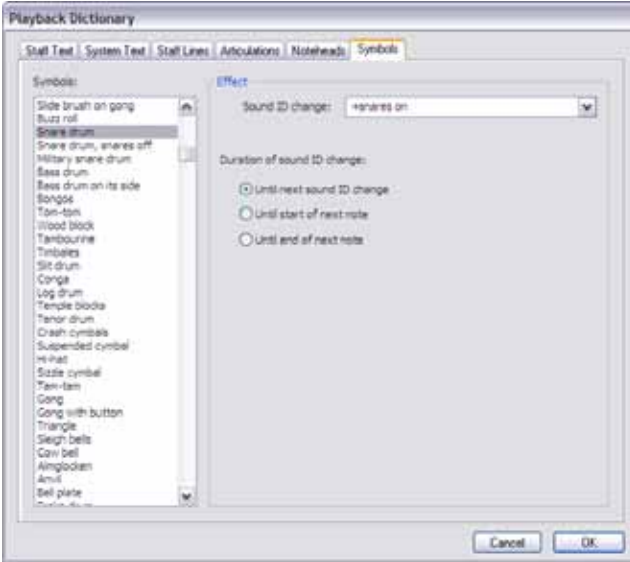 Playback Dictionary
Staff Text System Text Staff Lines Articulations Noteheads Symbols
Symbols:
Slide brush on gong
Buzz roll
Snare drum
Snare drum, snares off
Military snare drum
Bass drum
Bass drum on its side
Bongos
Tom-tom
Wood block
Tambourine
Timbales
Slit drum
Conga
Log drum
Temple blocks
Tenor drum
Crash cymbals
Suspended cymbal
Hi-hat
Sizzle cymbal
Tam-tam
Gong
Gong with button
Triangle
Sleigh bells
Cow bell
Almglocken
Anvil
Bell plate
Effect
Sound ID change: +snares on
Duration of sound ID change:
Until next sound ID change
Until start of next note
Until end of next note
Cancel OK